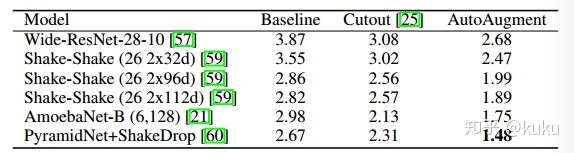 Model Baseline Cutout [25] AutoAugment
Wide-ResNet-28-10 [57] 3.87 3.08 2.68
Shake-Shake (26 2x32d) [59] 3.55 3.02 2.47
Shake-Shake (26 2x96d) [59] 2.86 2.56 1.99
Shake-Shake (26 2x112d) [59] 2.82 2.57 1.89
AmoebaNet-B (6,128) [21] 2.98 2.13 1.75
PyramidNet+ShakeDrop [60] 2.67 2.31 1.48
知乎 @kuku